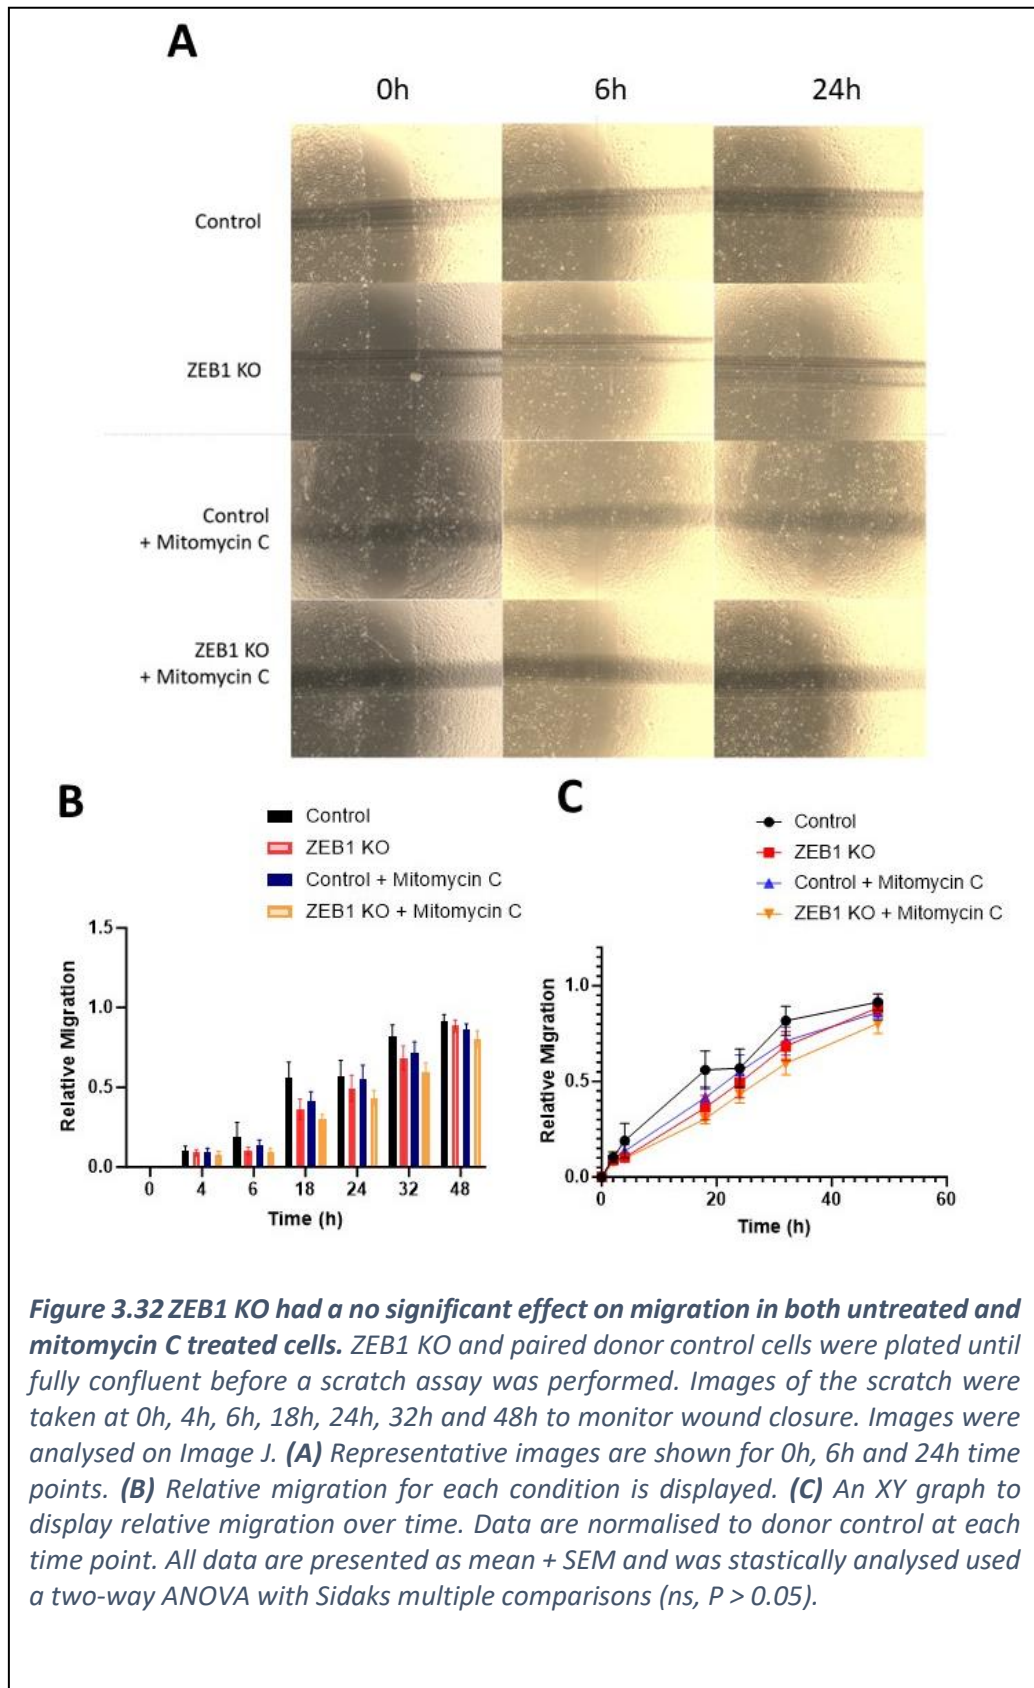 A
0h 6h 24h
Control
ZEB1 KO
Control
+ Mitomycin C
ZEB1 KO
+ Mitomycin C
B
Control
ZEB1 KO
Control + Mitomycin C
ZEB1 KO + Mitomycin C
1.5
1.0
0.5
0.0
Relative Migration
0 4 6 18 24 32 48
Time (h)
C
Control
ZEB1 KO
Control + Mitomycin C
ZEB1 KO + Mitomycin C
1.0
0.5
0.0
Relative Migration
0 20 40 60
Time (h)
Figure 3.32 ZEB1 KO had a no significant effect on migration in both untreated and
mitomycin C treated cells. ZEB1 KO and paired donor control cells were plated until
fully confluent before a scratch assay was performed. Images of the scratch were
taken at 0h, 4h, 6h, 18h, 24h, 32h and 48h to monitor wound closure. Images were
analysed on Image J. (A) Representative images are shown for 0h, 6h and 24h time
points. (B) Relative migration for each condition is displayed. (C) An XY graph to
display relative migration over time. Data are normalised to donor control at each
time point. All data are presented as mean + SEM and was stastically analysed used
a two-way ANOVA with Sidaks multiple comparisons (ns, P > 0.05).